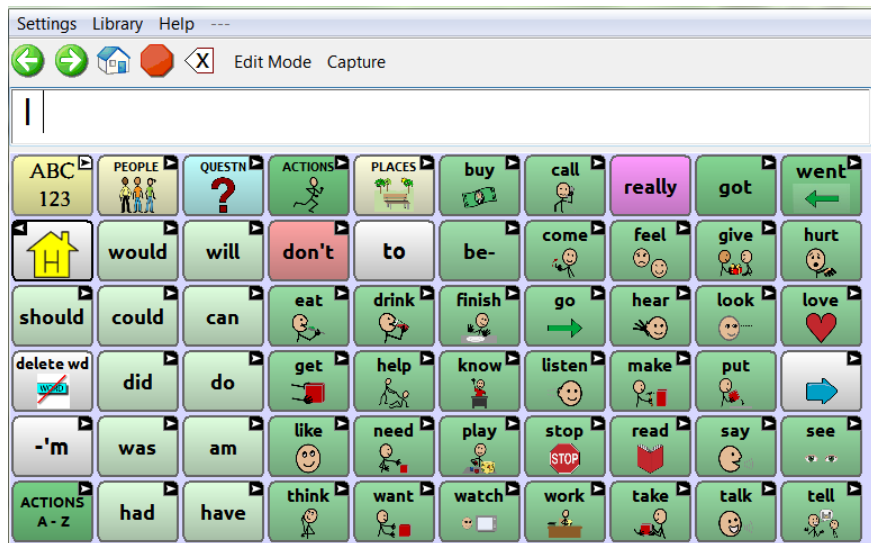 Settings Library Help ---
X Edit Mode Capture
I
ABC 123 PEOPLE QUESTN ACTIONS PLACES buy call really got went
H would will don't to be- come feel give hurt
should could can eat drink finish go hear look love
delete wd WORD did do get help know listen make put
-'m was am like need play stop STOP read say see
ACTIONS A - Z had have think want watch work take talk tell